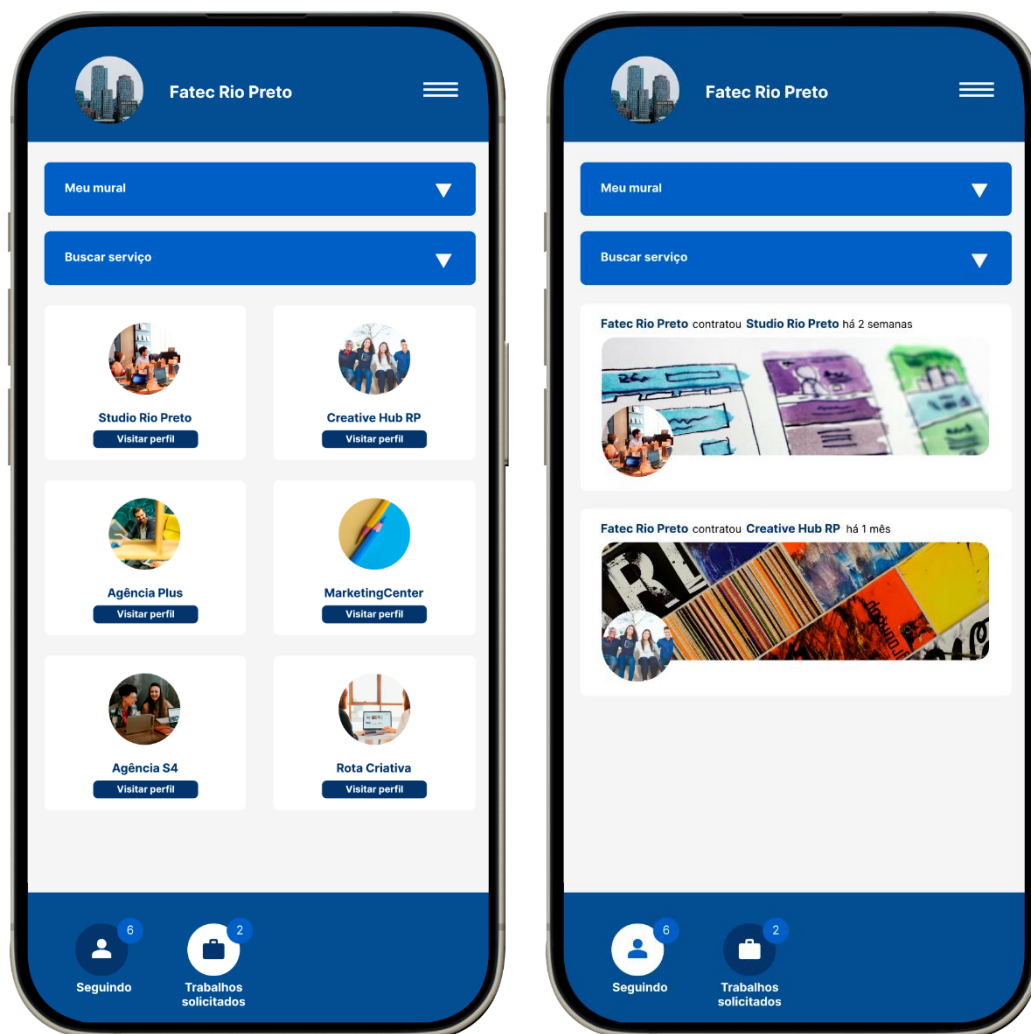 Fatec Rio Preto
Meu mural
Buscar serviço
Studio Rio Preto
Visitar perfil
Creative Hub RP
Visitar perfil
Agência Plus
Visitar perfil
MarketingCenter
Visitar perfil
Agência S4
Visitar perfil
Rota Criativa
Visitar perfil
6
Seguindo
2
Trabalhos
solicitados
Fatec Rio Preto
Meu mural
Buscar serviço
Fatec Rio Preto contratou Studio Rio Preto há 2 semanas
Fatec Rio Preto contratou Creative Hub RP há 1 mês
6
Seguindo
2
Trabalhos
solicitados